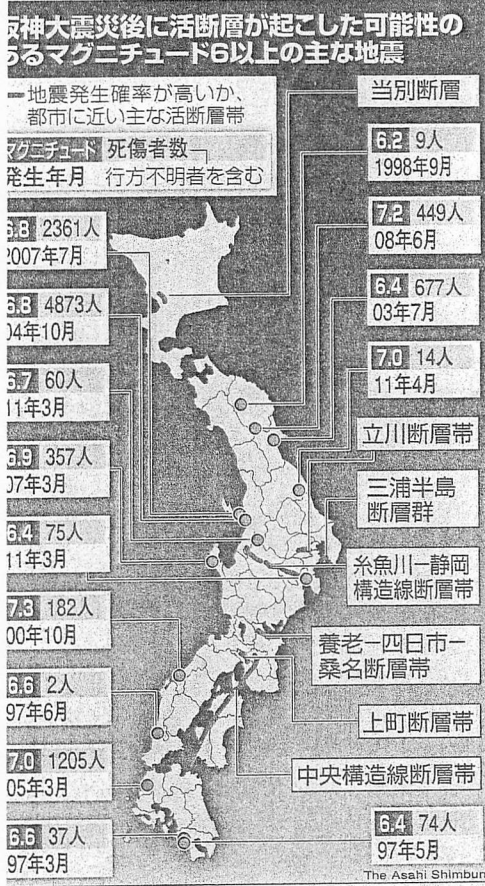 阪神大震災後に活断層が起こした可能性の
あるマグニチュード6以上の主な地震
地震発生確率が高いか、
都市に近い主な活断層帯
マグニチュード 死傷者数
発生年月 行方不明者を含む
当別断層
6.2 9人
1998年9月
7.2 449人
08年6月
6.4 677人
03年7月
7.0 14人
11年4月
立川断層帯
三浦半島
断層群
糸魚川ー静岡
構造線断層帯
養老ー四日市ー
桑名断層帯
上町断層帯
中央構造線断層帯
6.4 74人
97年5月
6.8 2361人
2007年7月
6.8 4873人
04年10月
6.7 60人
11年3月
6.9 357人
07年3月
6.4 75人
11年3月
7.3 182人
00年10月
6.6 2人
97年6月
7.0 1205人
05年3月
6.6 37人
97年3月
The Asahi Shimbun